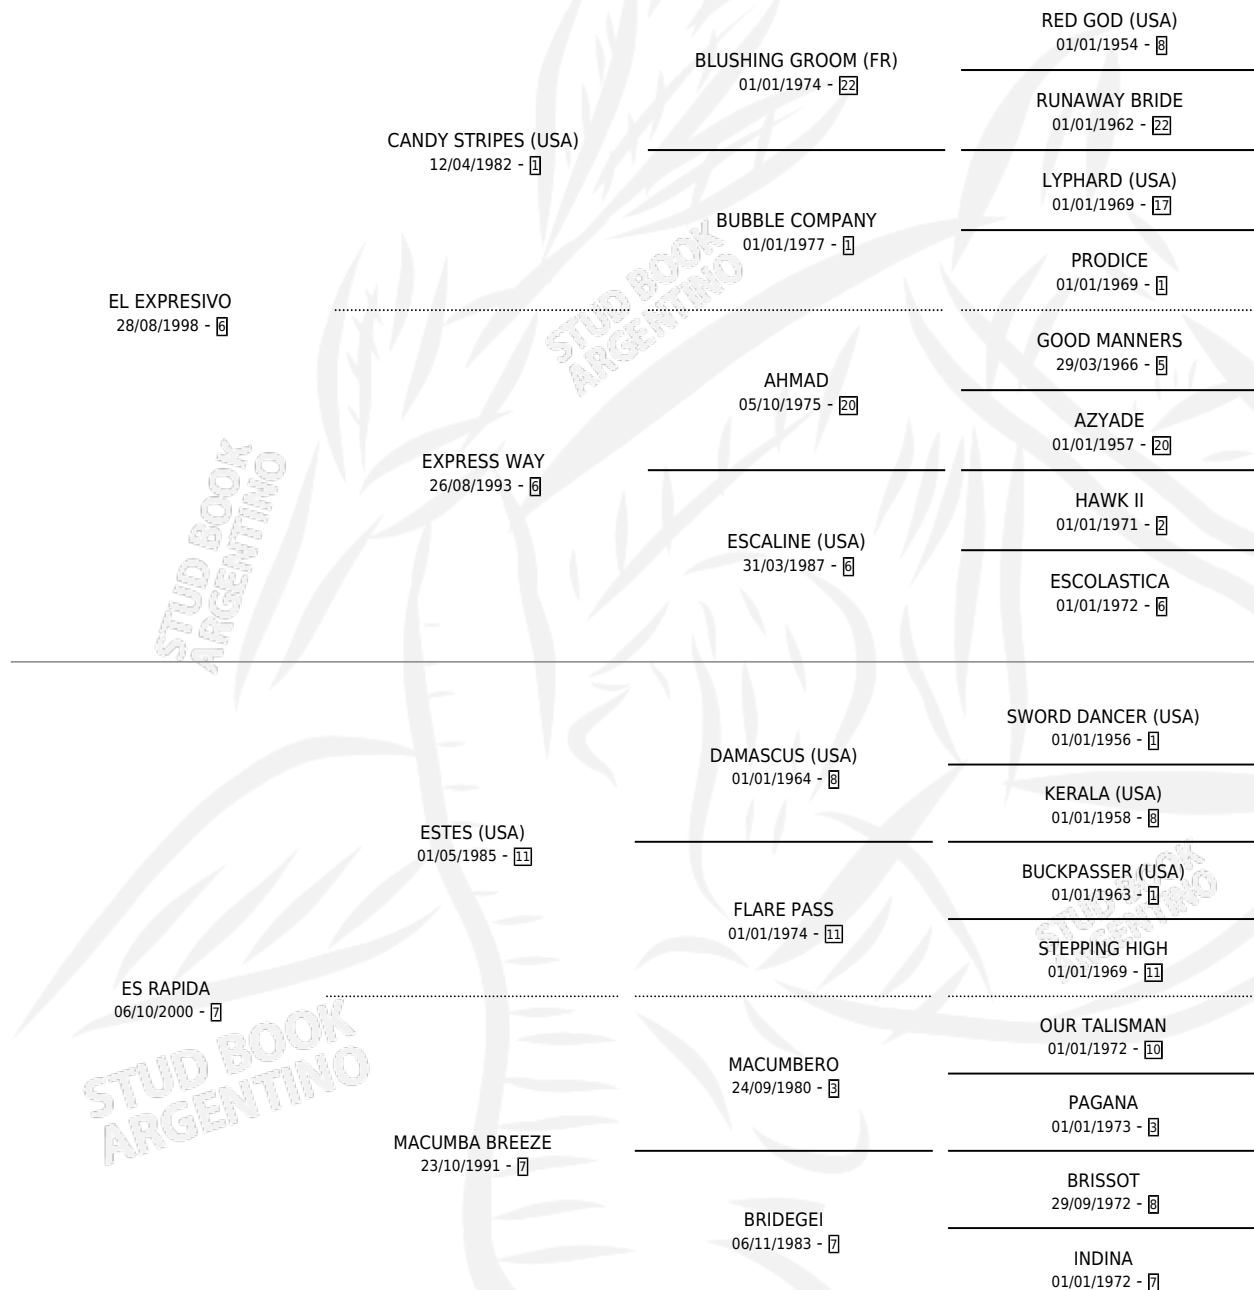 RED GOD (USA)
01/01/1954 - 8
BLUSHING GROOM (FR)
01/01/1974 - 22
RUNAWAY BRIDE
01/01/1962 - 22
CANDY STRIPES (USA)
12/04/1982 - 1
LYPHARD (USA)
01/01/1969 - 17
BUBBLE COMPANY
01/01/1977 - 1
PRODICE
01/01/1969 - 1
EL EXPRESIVO
28/08/1998 - 6
GOOD MANNERS
29/03/1966 - 5
AHMAD
05/10/1975 - 20
AZYADE
01/01/1957 - 20
EXPRESS WAY
26/08/1993 - 6
HAWK II
01/01/1971 - 2
ESCALINE (USA)
31/03/1987 - 6
ESCOLASTICA
01/01/1972 - 6
SWORD DANCER (USA)
01/01/1956 - 1
DAMASCUS (USA)
01/01/1964 - 8
KERALA (USA)
01/01/1958 - 8
ESTES (USA)
01/05/1985 - 11
BUCKPASSER (USA)
01/01/1963 - 1
FLARE PASS
01/01/1974 - 11
STEPPING HIGH
01/01/1969 - 11
ES RAPIDA
06/10/2000 - 7
OUR TALISMAN
01/01/1972 - 10
MACUMBERO
24/09/1980 - 3
PAGANA
01/01/1973 - 3
MACUMBA BREEZE
23/10/1991 - 7
BRISSOT
29/09/1972 - 8
BRIDEGEI
06/11/1983 - 7
INDINA
01/01/1972 - 7
STUD BOOK
ARGENTINO
STUD BOOK
ARGENTINO
STUD BOOK
ARGENTINO
STUD BOOK
ARGENTINO